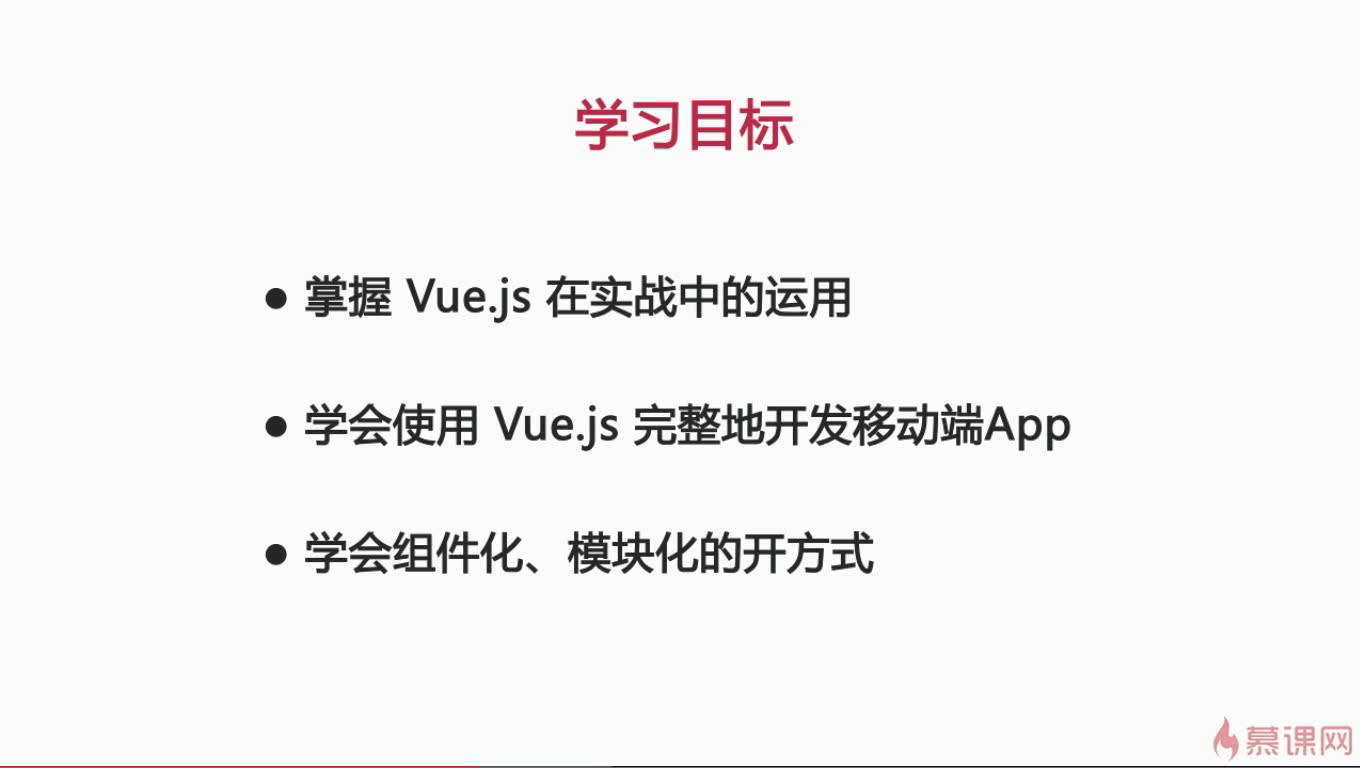 学习目标
● 掌握 Vue.js 在实战中的运用
● 学会使用 Vue.js 完整地开发移动端App
● 学会组件化、模块化的开方式
慕课网